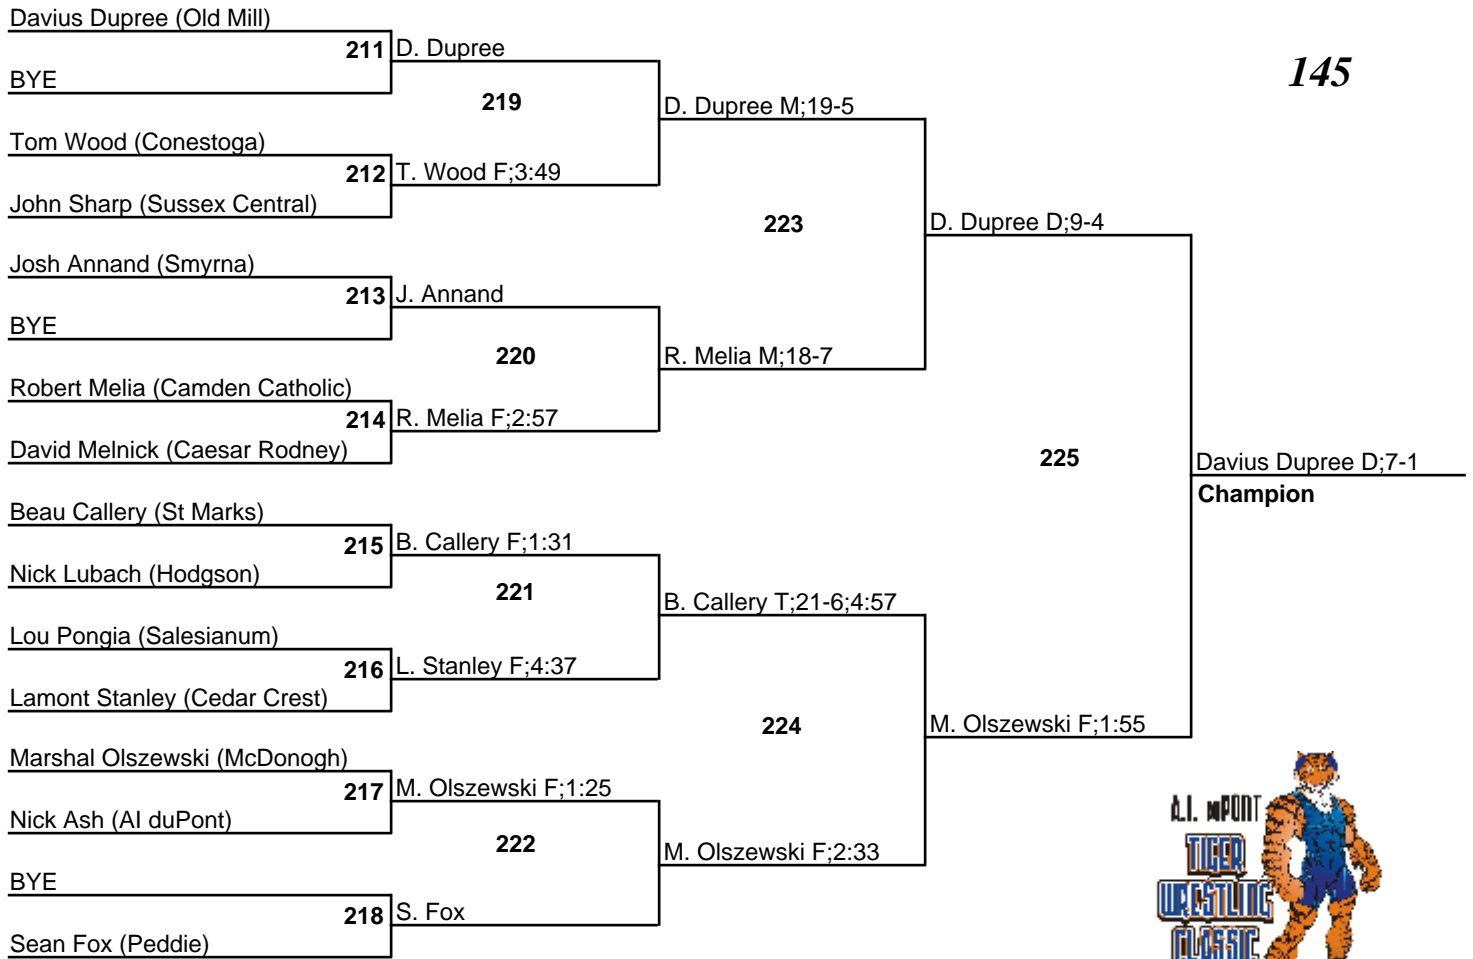 Davius Dupree (Old Mill)
211 D. Dupree
BYE
145
219
D. Dupree M;19-5
Tom Wood (Conestoga)
212 T. Wood F;3:49
John Sharp (Sussex Central)
223
D. Dupree D;9-4
Josh Annand (Smyrna)
213 J. Annand
BYE
220
R. Melia M;18-7
Robert Melia (Camden Catholic)
214 R. Melia F;2:57
David Melnick (Caesar Rodney)
225
Davius Dupree D;7-1
Champion
Beau Callery (St Marks)
215 B. Callery F;1:31
Nick Lubach (Hodgson)
221
B. Callery T;21-6;4:57
Lou Pongia (Salesianum)
216 L. Stanley F;4:37
Lamont Stanley (Cedar Crest)
224
M. Olszewski F;1:55
Marshal Olszewski (McDonogh)
217 M. Olszewski F;1:25
Nick Ash (AI duPont)
222
M. Olszewski F;2:33
BYE
218 S. Fox
Sean Fox (Peddie)
A.I. duPONT
TIGER
WRESTLING
CLASSIC